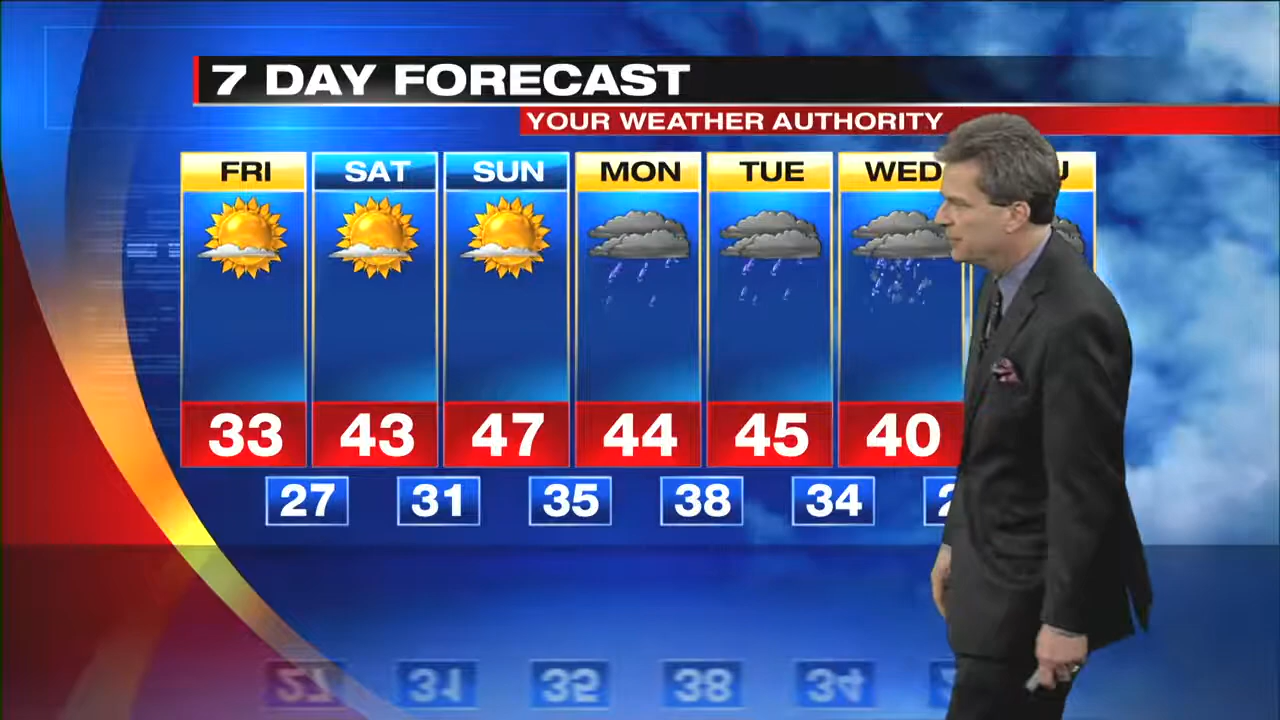 7 DAY FORECAST
YOUR WEATHER AUTHORITY
FRI SAT SUN MON TUE WED
33 43 47 44 45 40
27 31 35 38 34